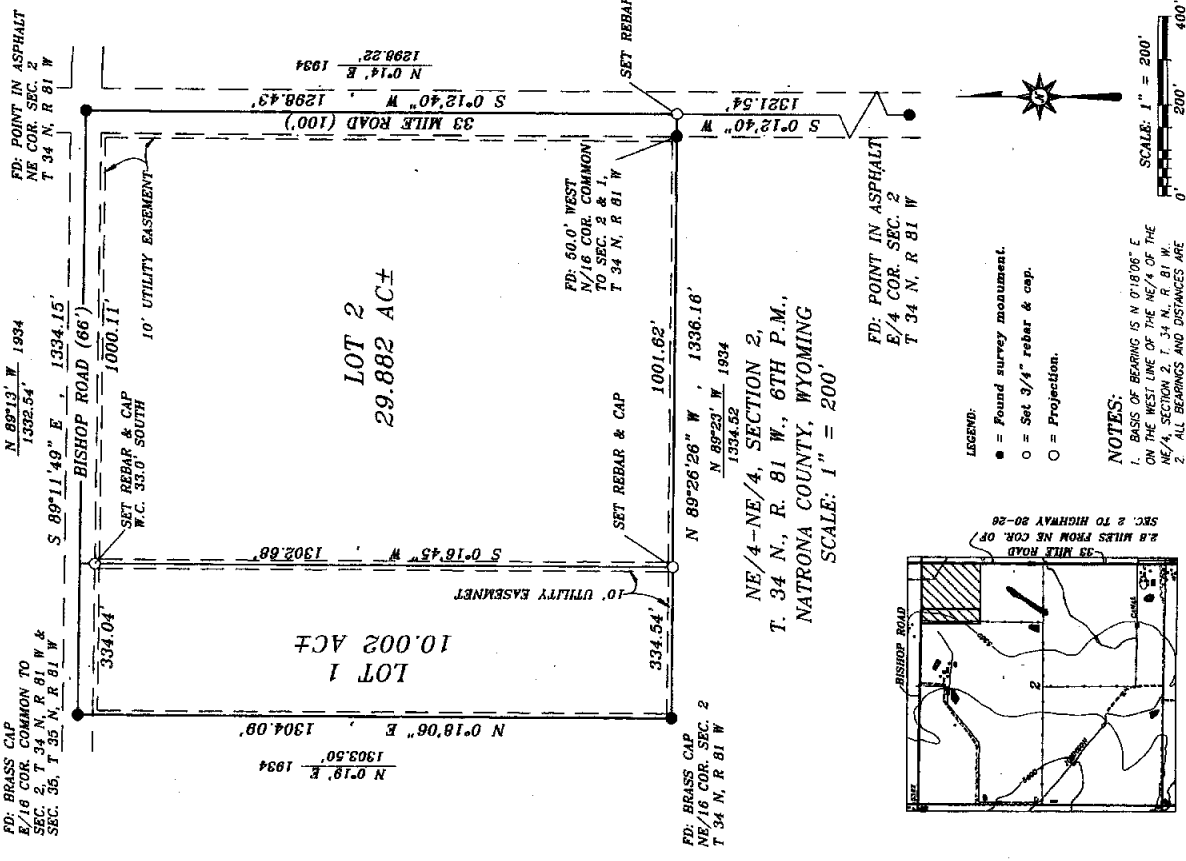 FD: BRASS CAP
E/16 COR. COMMON TO
SEC. 2, T 34 N, R 81 W &
SEC. 35, T 35 N, R 81 W
N 89°13' W 1934
1332.54'
S 89°11'49" E , 1334.15'
BISHOP ROAD (66')
FD: POINT IN ASPHALT
NE COR. SEC. 2
T 34 N, R 81 W
334.04'
1000.11'
SET REBAR & CAP
W.C. 33.0' SOUTH
10' UTILITY EASEMENT
N 0°14' E 1934
1298.22'
S 0°12'40" W , 1298.43'
33 MILE ROAD (100')
SET REBAR
S 0°12'40" W
1321.54'
LOT 2
29.882 AC±
LOT 1
10.002 AC±
S 0°16'45" W , 1302.68'
10' UTILITY EASEMNET
N 0°18'06" E , 1304.09'
N 0°19' E 1934
1303.50'
FD: 50.0' WEST
N/16 COR. COMMON
TO SEC. 2 & 1,
T 34 N, R 81 W
SET REBAR & CAP
334.54'
1001.62'
N 89°26'26" W , 1336.16'
N 89°23' W 1934
1334.52
FD: BRASS CAP
NE/16 COR. SEC. 2
T 34 N, R 81 W
NE/4-NE/4, SECTION 2,
T. 34 N., R. 81 W., 6TH P.M.,
NATRONA COUNTY, WYOMING
SCALE: 1" = 200'
FD: POINT IN ASPHALT
E/4 COR. SEC. 2
T 34 N, R 81 W
N
SCALE: 1" = 200'
0' 200' 400'
LEGEND:
● = Found survey monument.
○ = Set 3/4" rebar & cap.
○ = Projection.
NOTES:
1. BASIS OF BEARING IS N 0°18'06" E
ON THE WEST LINE OF THE NE/4 OF THE
NE/4, SECTION 2, T. 34 N., R. 81 W.
2. ALL BEARINGS AND DISTANCES ARE
BISHOP ROAD
2
33 MILE ROAD
2.8 MILES FROM NE COR. OF
SEC. 2 TO HIGHWAY 20-26